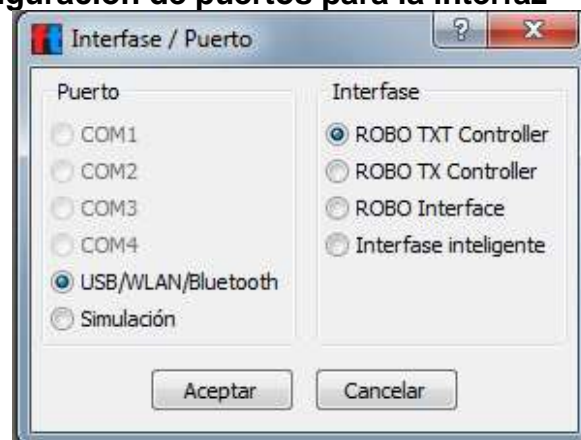 guración de puertos para la interfaz
Interfase / Puerto
Puerto
COM1
COM2
COM3
COM4
USB/WLAN/Bluetooth
Simulación
Interfase
ROBO TXT Controller
ROBO TX Controller
ROBO Interface
Interfase inteligente
Aceptar
Cancelar